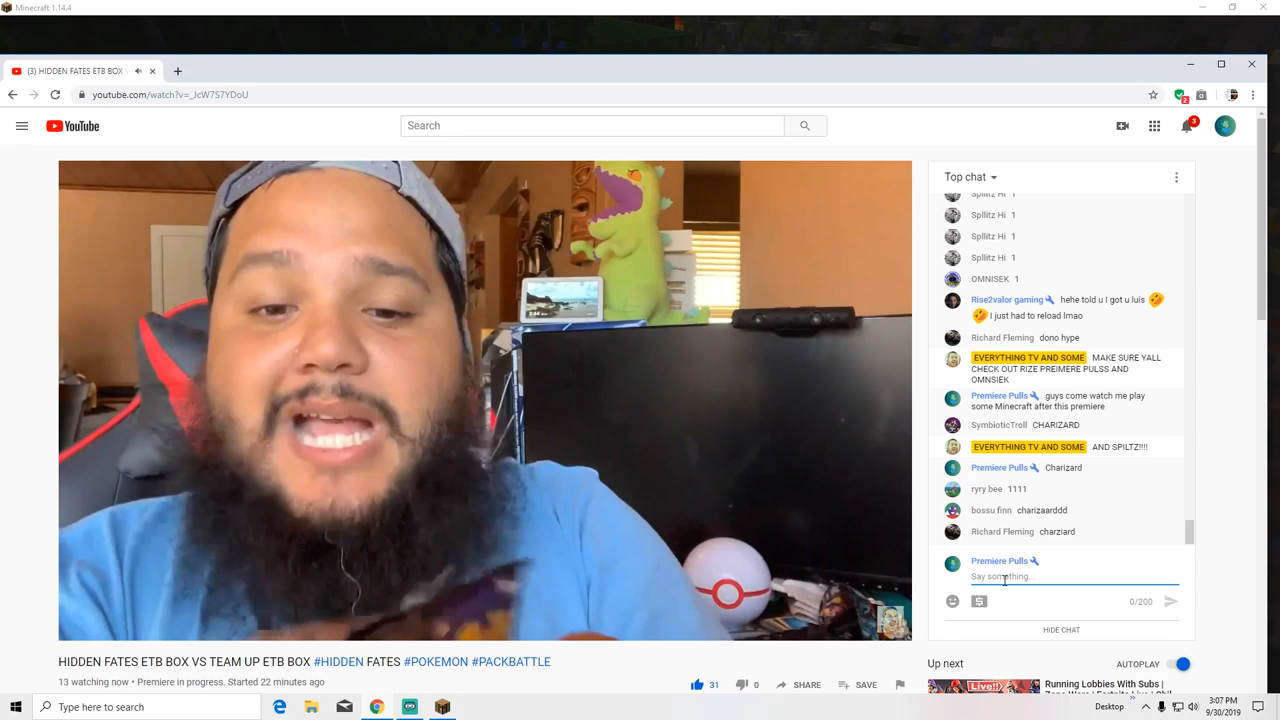 Minecraft 1.14.4
(3) HIDDEN FATES ETB BOX
youtube.com/watch?v=_JcW7S7YDoU
YouTube
Search
3
Top chat
Spllitz Hi 1
Spllitz Hi 1
Spllitz Hi 1
Spllitz Hi 1
OMNISEK 1
Rise2valor gaming hehe told u I got u luis
I just had to reload lmao
Richard Fleming dono hype
EVERYTHING TV AND SOME MAKE SURE YALL
CHECK OUT RIZE PREIMERE PULSS AND
OMNSIEK
Premiere Pulls guys come watch me play
some Minecraft after this premiere
SymbioticTroll CHARIZARD
EVERYTHING TV AND SOME AND SPILTZ!!!!
Premiere Pulls Charizard
ryry bee 1111
bossu finn charizaarddd
Richard Fleming charziard
Premiere Pulls
Say something...
0/200
HIDE CHAT
HIDDEN FATES ETB BOX VS TEAM UP ETB BOX #HIDDEN FATES #POKEMON #PACKBATTLE
13 watching now • Premiere in progress. Started 22 minutes ago
31 0 SHARE SAVE
Up next AUTOPLAY
Running Lobbies With Subs |
Type here to search
Desktop
3:07 PM
9/30/2019